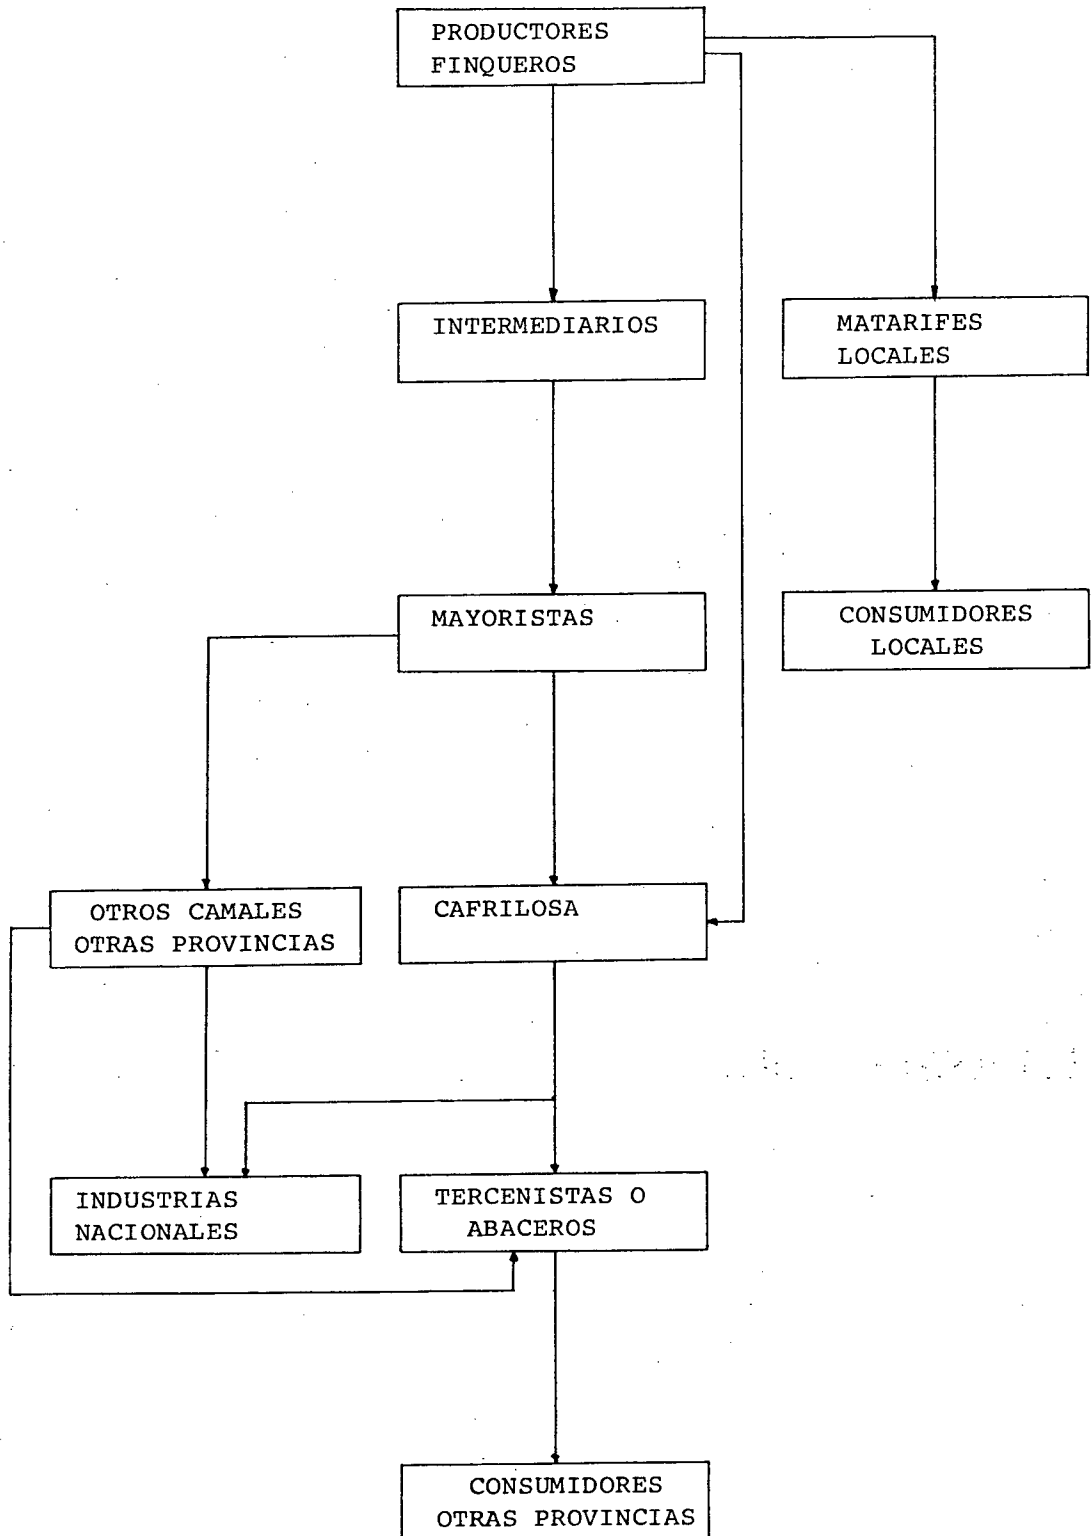 PRODUCTORES
FINQUEROS
INTERMEDIARIOS
MATARIFES
LOCALES
MAYORISTAS
CONSUMIDORES
LOCALES
OTROS CAMALES
OTRAS PROVINCIAS
CAFRILOSA
INDUSTRIAS
NACIONALES
TERCENISTAS O
ABACEROS
CONSUMIDORES
OTRAS PROVINCIAS